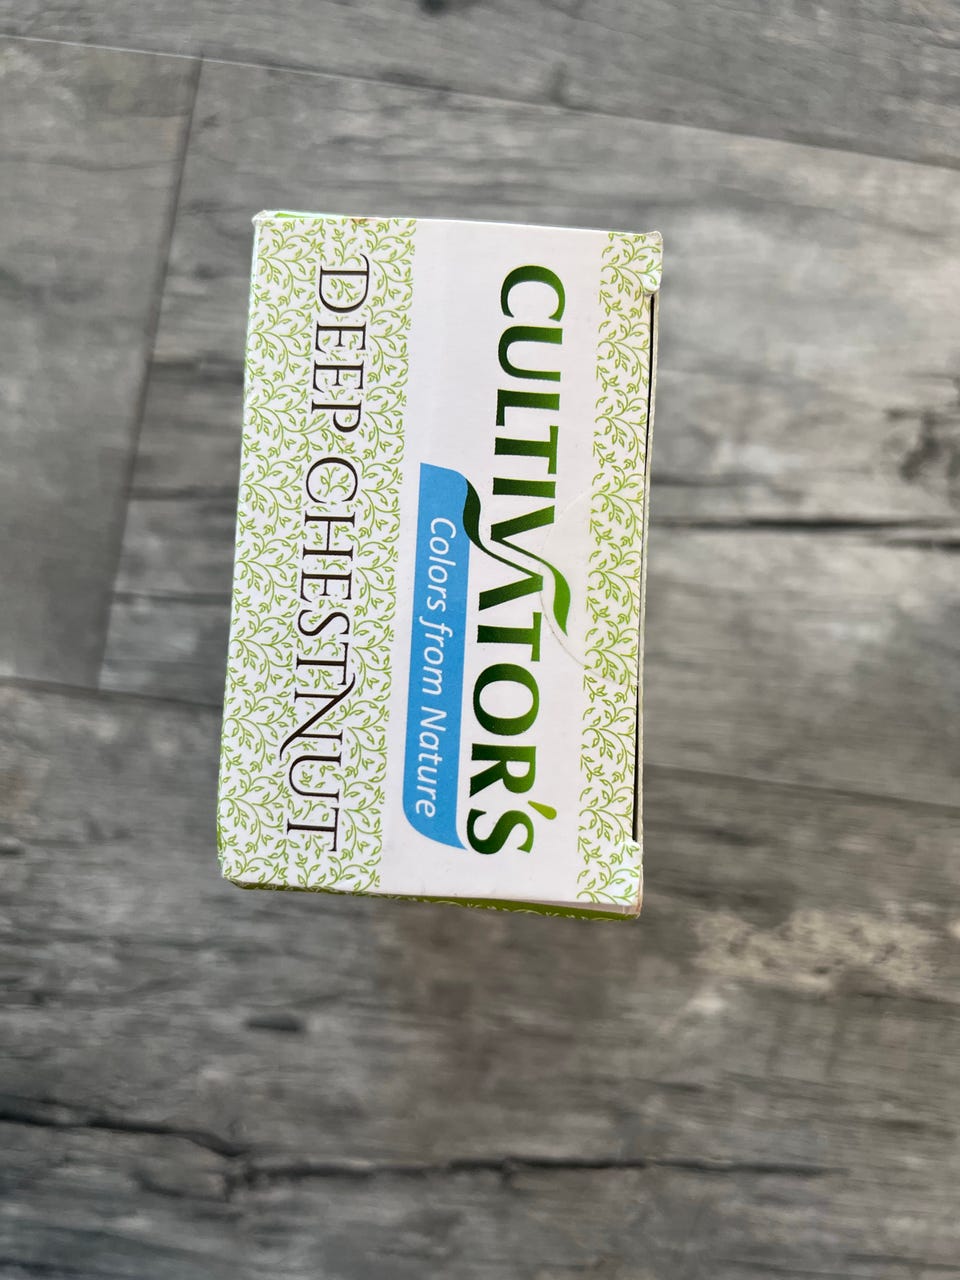 CULTIVATOR'S
Colors from Nature
DEEP CHESTNUT